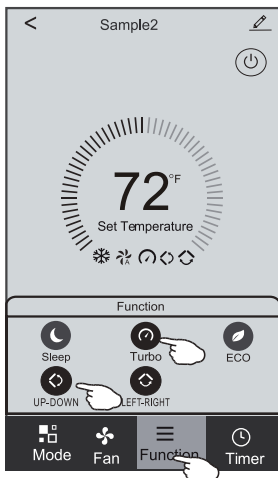 < Sample2
72°F
Set Temperature
A
Function
Sleep Turbo ECO
UP-DOWN LEFT-RIGHT
Mode Fan Function Timer